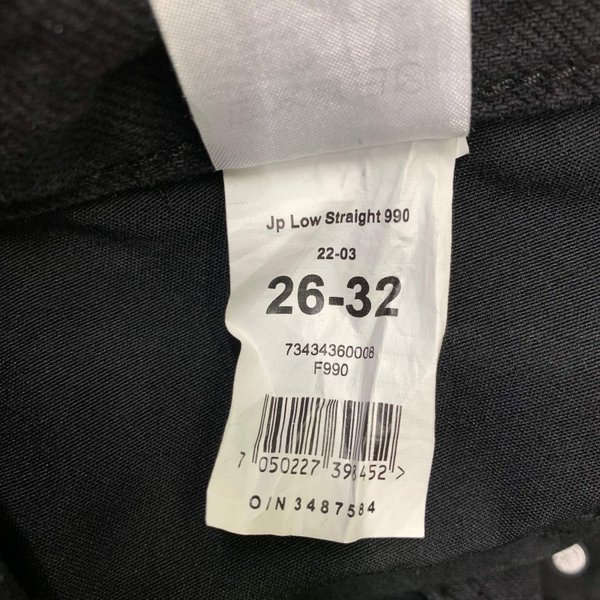 Jp Low Straight 990
22-03
26-32
73434360008
F990
7 050227 398452>
O/N 3487584